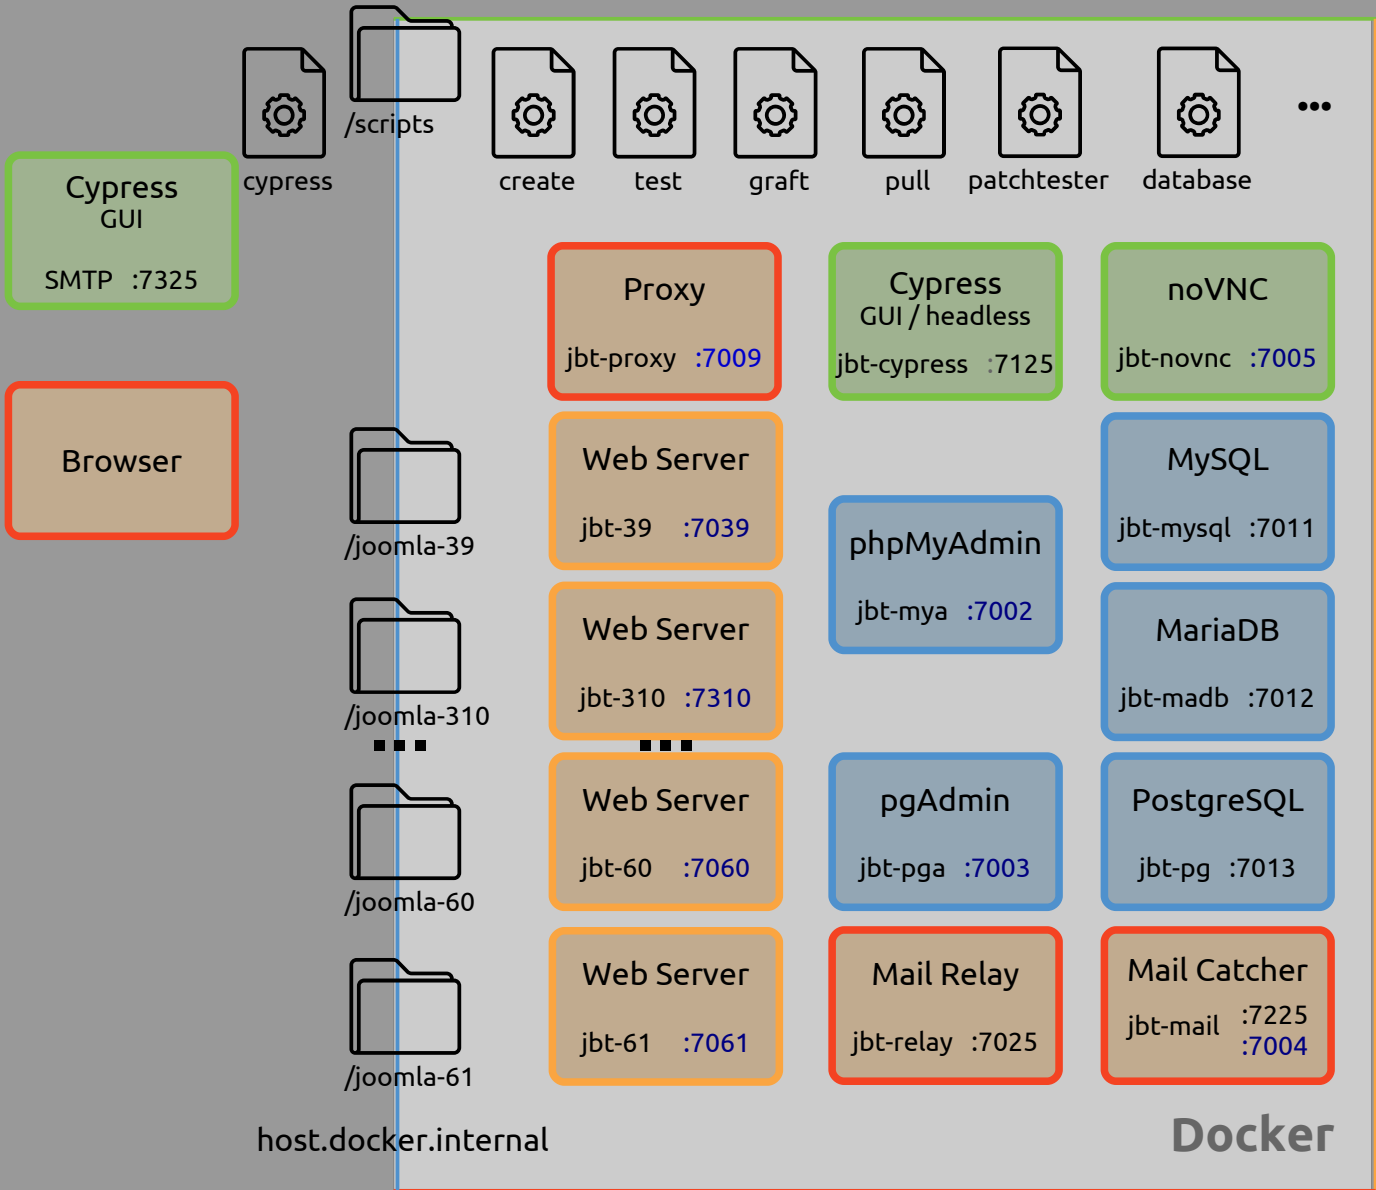 /scripts
cypress
create
test
graft
pull
patchtester
database
...
Cypress
GUI
SMTP :7325
Browser
Proxy
jbt-proxy :7009
Cypress
GUI / headless
jbt-cypress :7125
noVNC
jbt-novnc :7005
/joomla-39
Web Server
jbt-39 :7039
phpMyAdmin
jbt-mya :7002
MySQL
jbt-mysql :7011
/joomla-310
...
Web Server
jbt-310 :7310
...
MariaDB
jbt-madb :7012
/joomla-60
Web Server
jbt-60 :7060
pgAdmin
jbt-pga :7003
PostgreSQL
jbt-pg :7013
/joomla-61
Web Server
jbt-61 :7061
Mail Relay
jbt-relay :7025
Mail Catcher
jbt-mail :7225
:7004
host.docker.internal
Docker